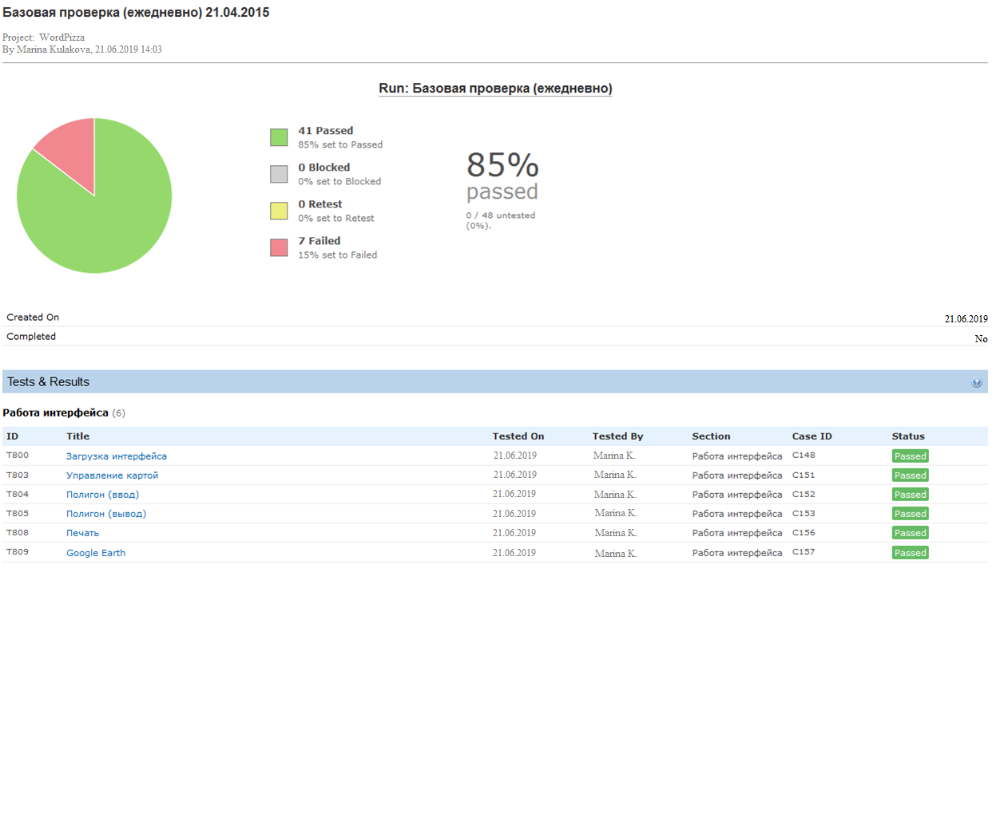 Базовая проверка (ежедневно) 21.04.2015
Project: WordPizza
By Marina Kulakova, 21.06.2019 14:03
Run: Базовая проверка (ежедневно)
41 Passed
85% set to Passed
0 Blocked
0% set to Blocked
0 Retest
0% set to Retest
7 Failed
15% set to Failed
85%
passed
0 / 48 untested
(0%).
Created On 21.06.2019
Completed No
Tests & Results
Работа интерфейса (6)
ID Title Tested On Tested By Section Case ID Status
T800 Загрузка интерфейса 21.06.2019 Marina K. Работа интерфейса C148 Passed
T803 Управление картой 21.06.2019 Marina K. Работа интерфейса C151 Passed
T804 Полигон (ввод) 21.06.2019 Marina K. Работа интерфейса C152 Passed
T805 Полигон (вывод) 21.06.2019 Marina K. Работа интерфейса C153 Passed
T808 Печать 21.06.2019 Marina K. Работа интерфейса C156 Passed
T809 Google Earth 21.06.2019 Marina K. Работа интерфейса C157 Passed